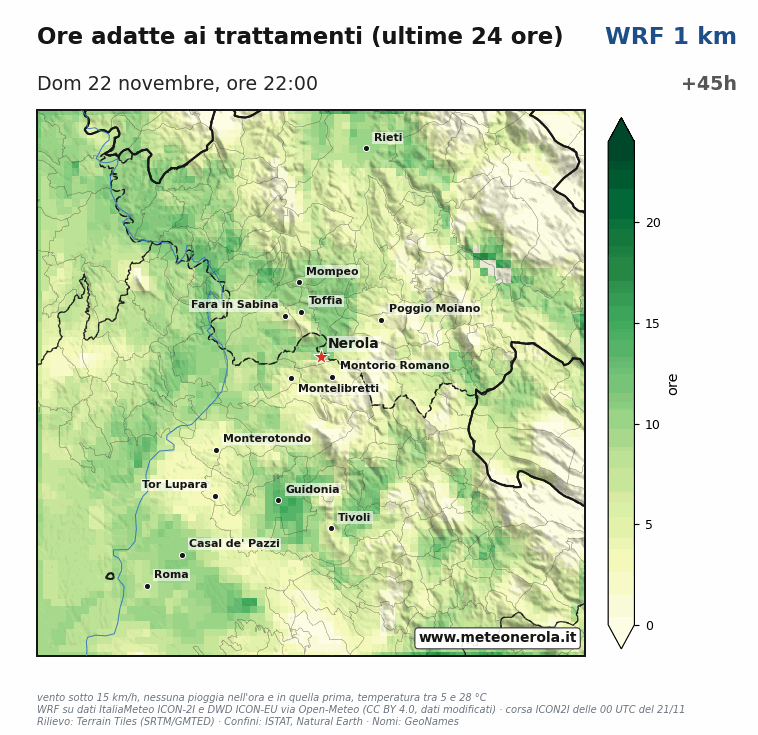 Ore adatte ai trattamenti (ultime 24 ore)
WRF 1 km
Dom 22 novembre, ore 22:00
+45h
Rieti
Mompeo
Fara in Sabina
Toffia
Poggio Moiano
Nerola
Montorio Romano
Montelibretti
Monterotondo
Tor Lupara
Guidonia
Tivoli
Casal de' Pazzi
Roma
www.meteonerola.it
20
15
10
5
0
ore
vento sotto 15 km/h, nessuna pioggia nell'ora e in quella prima, temperatura tra 5 e 28 °C
WRF su dati ItaliaMeteo ICON-2I e DWD ICON-EU via Open-Meteo (CC BY 4.0, dati modificati) · corsa ICON2I delle 00 UTC del 21/11
Rilievo: Terrain Tiles (SRTM/GMTED) · Confini: ISTAT, Natural Earth · Nomi: GeoNames